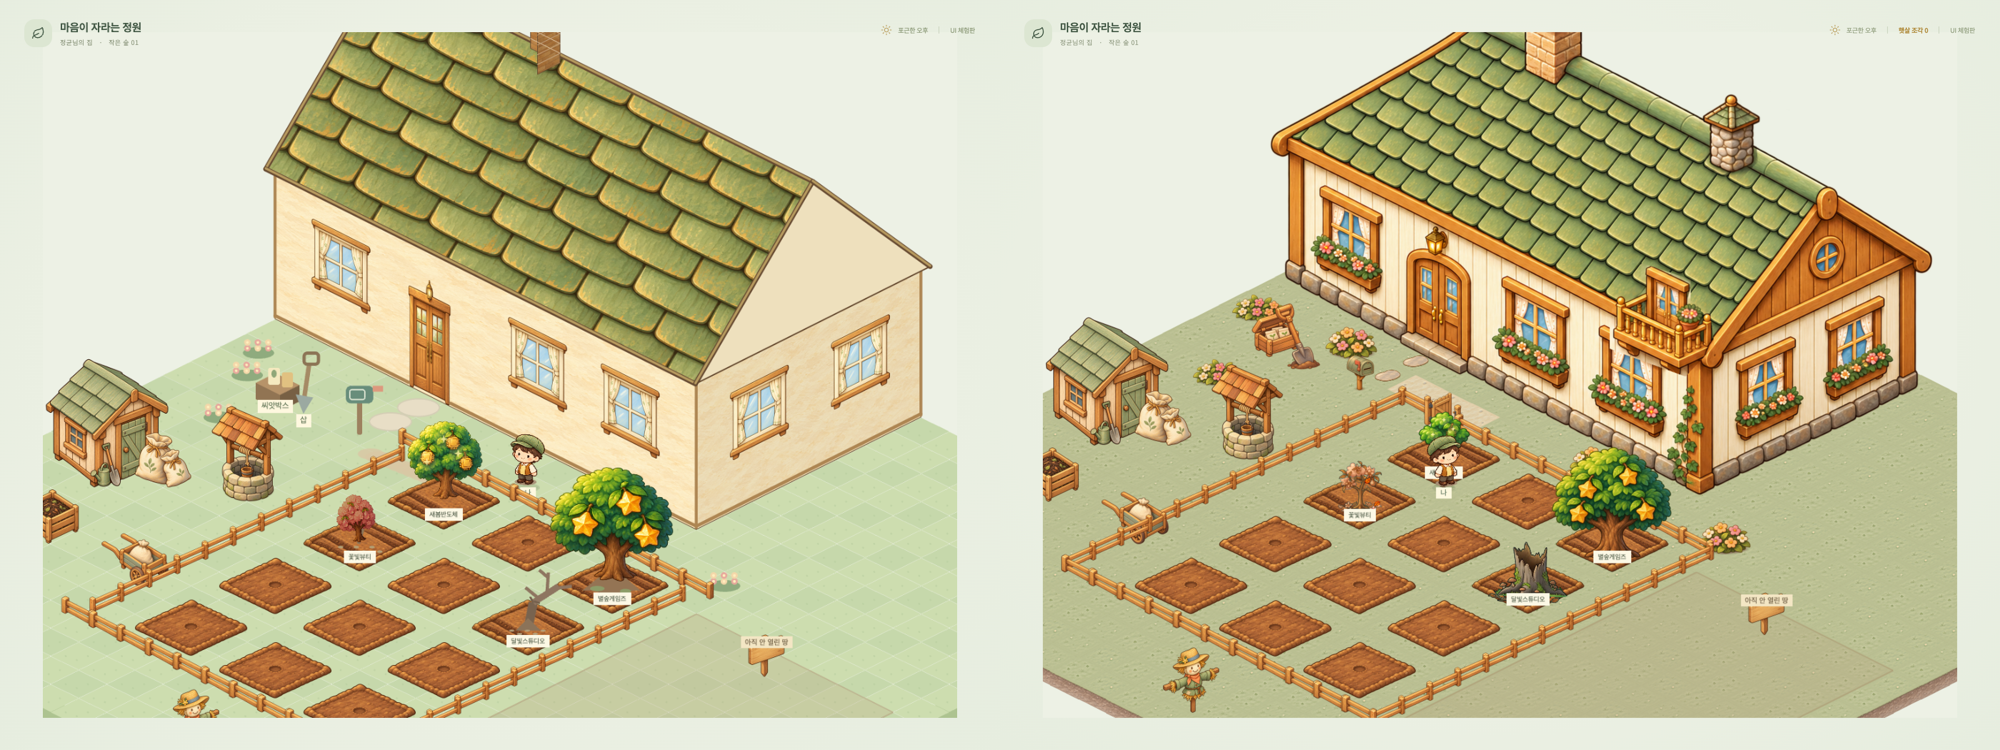 마음이 자라는 정원
정균님의 집 · 작은 숲 01
포근한 오후 | UI 체험판
씨앗박스
삽
새봄반도체
꽃빛뷰티
별숲게임즈
달빛스튜디오
아직 안 열린 땅
마음이 자라는 정원
정균님의 집 · 작은 숲 01
포근한 오후 | 햇살 조각 0 | UI 체험판
나
꽃빛뷰티
별숲게임즈
달빛스튜디오
아직 안 열린 땅